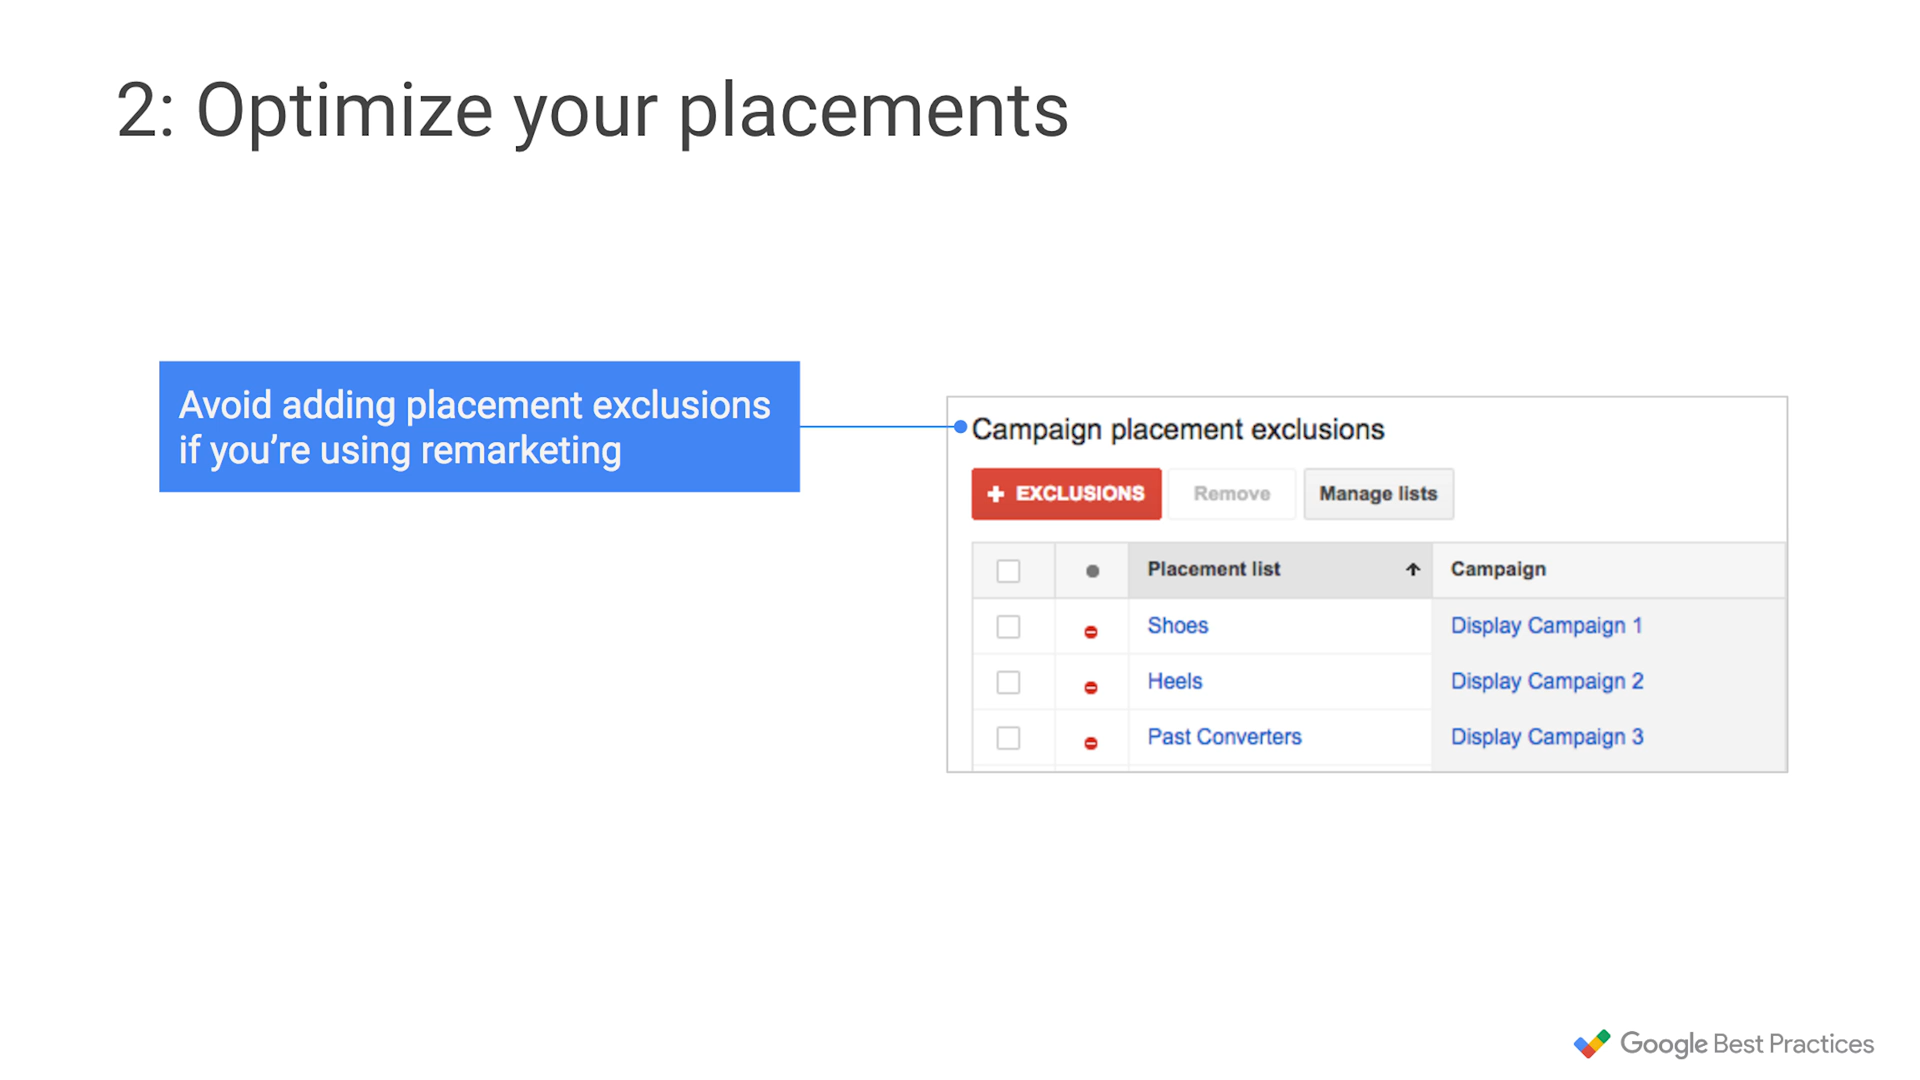 2: Optimize your placements
Avoid adding placement exclusions
if you’re using remarketing
Campaign placement exclusions
+ EXCLUSIONS Remove Manage lists
Placement list Campaign
Shoes Display Campaign 1
Heels Display Campaign 2
Past Converters Display Campaign 3
Google Best Practices